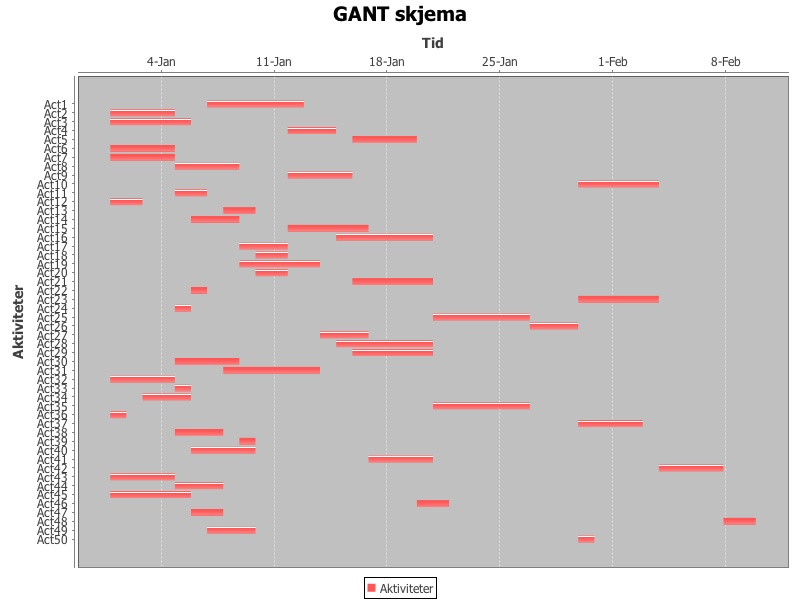 GANT skjema
Tid
4-Jan 11-Jan 18-Jan 25-Jan 1-Feb 8-Feb
Aktiviteter
Act1
Act2
Act3
Act4
Act5
Act6
Act7
Act8
Act9
Act10
Act11
Act12
Act13
Act14
Act15
Act16
Act17
Act18
Act19
Act20
Act21
Act22
Act23
Act24
Act25
Act26
Act27
Act28
Act29
Act30
Act31
Act32
Act33
Act34
Act35
Act36
Act37
Act38
Act39
Act40
Act41
Act42
Act43
Act44
Act45
Act46
Act47
Act48
Act49
Act50
Aktiviteter